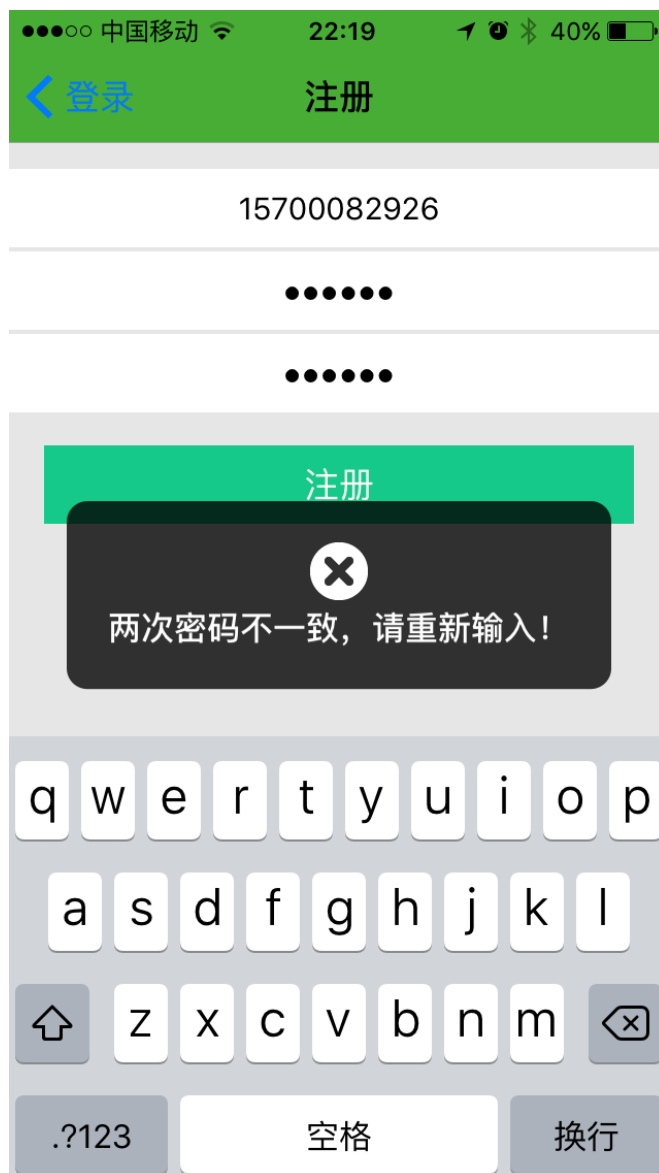 中国移动 22:19 40%
登录 注册
15700082926
••••••
••••••
注册
两次密码不一致，请重新输入！
q w e r t y u i o p
a s d f g h j k l
z x c v b n m
.?123 空格 换行